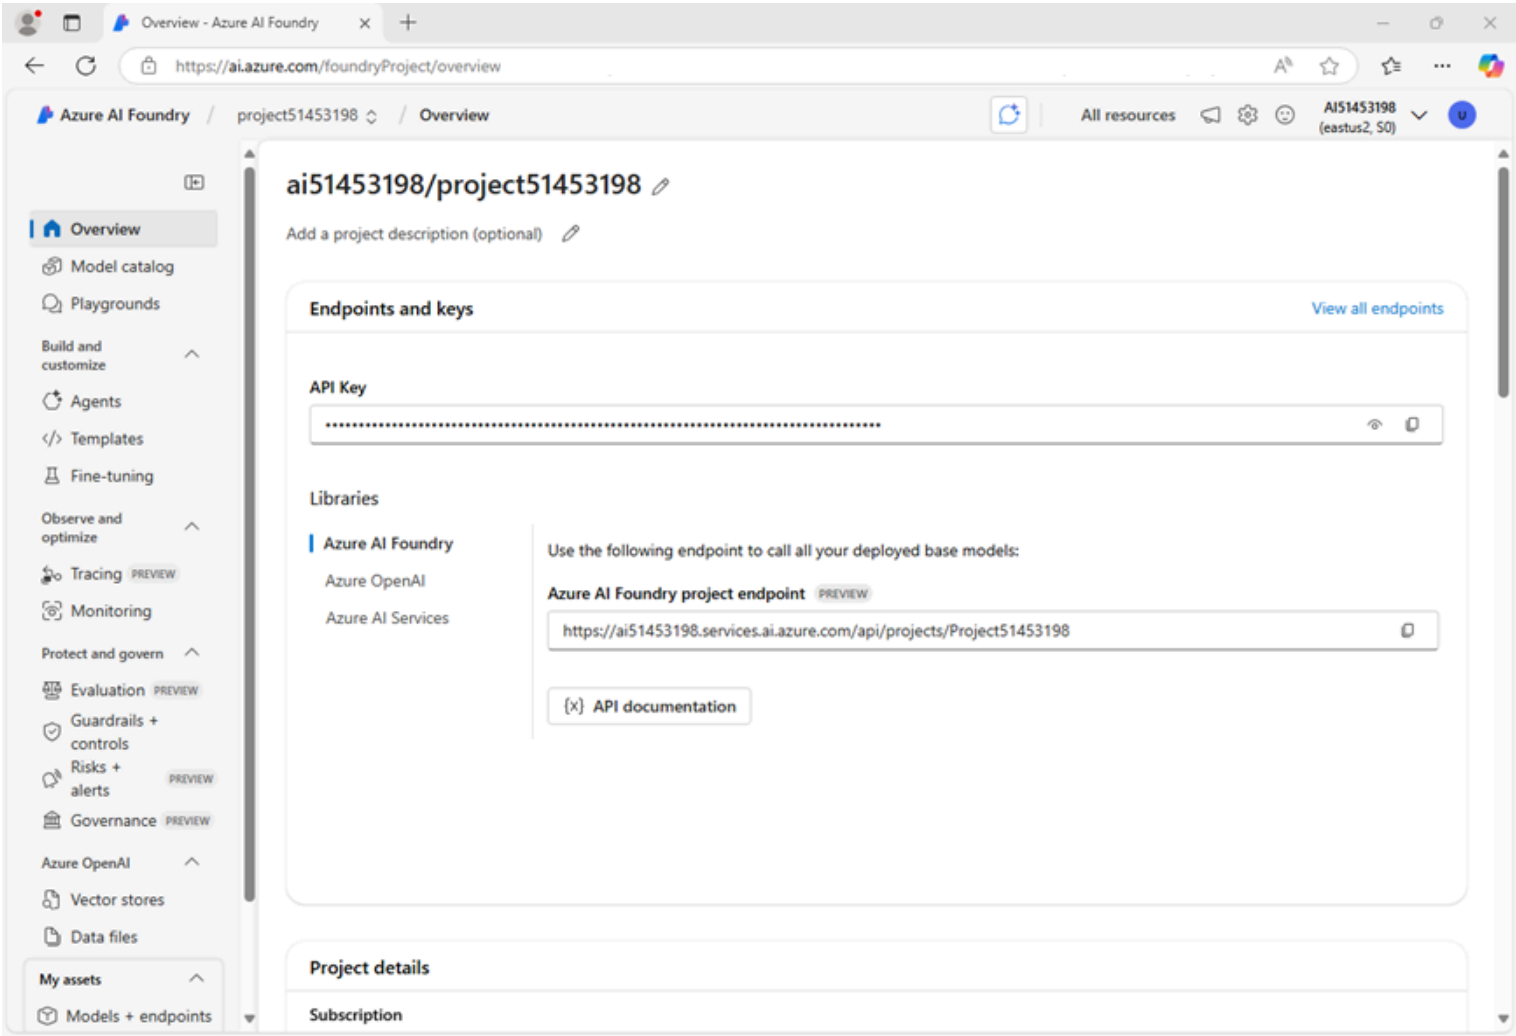 Overview - Azure AI Foundry
https://ai.azure.com/foundryProject/overview
Azure AI Foundry / project51453198 / Overview
All resources
AI51453198
(eastus2, S0)
U
Overview
Model catalog
Playgrounds
Build and
customize
Agents
Templates
Fine-tuning
Observe and
optimize
Tracing PREVIEW
Monitoring
Protect and govern
Evaluation PREVIEW
Guardrails +
controls
Risks +
alerts PREVIEW
Governance PREVIEW
Azure OpenAI
Vector stores
Data files
My assets
Models + endpoints
ai51453198/project51453198
Add a project description (optional)
Endpoints and keys
View all endpoints
API Key
Libraries
Azure AI Foundry
Azure OpenAI
Azure AI Services
Use the following endpoint to call all your deployed base models:
Azure AI Foundry project endpoint PREVIEW
https://ai51453198.services.ai.azure.com/api/projects/Project51453198
{x} API documentation
Project details
Subscription